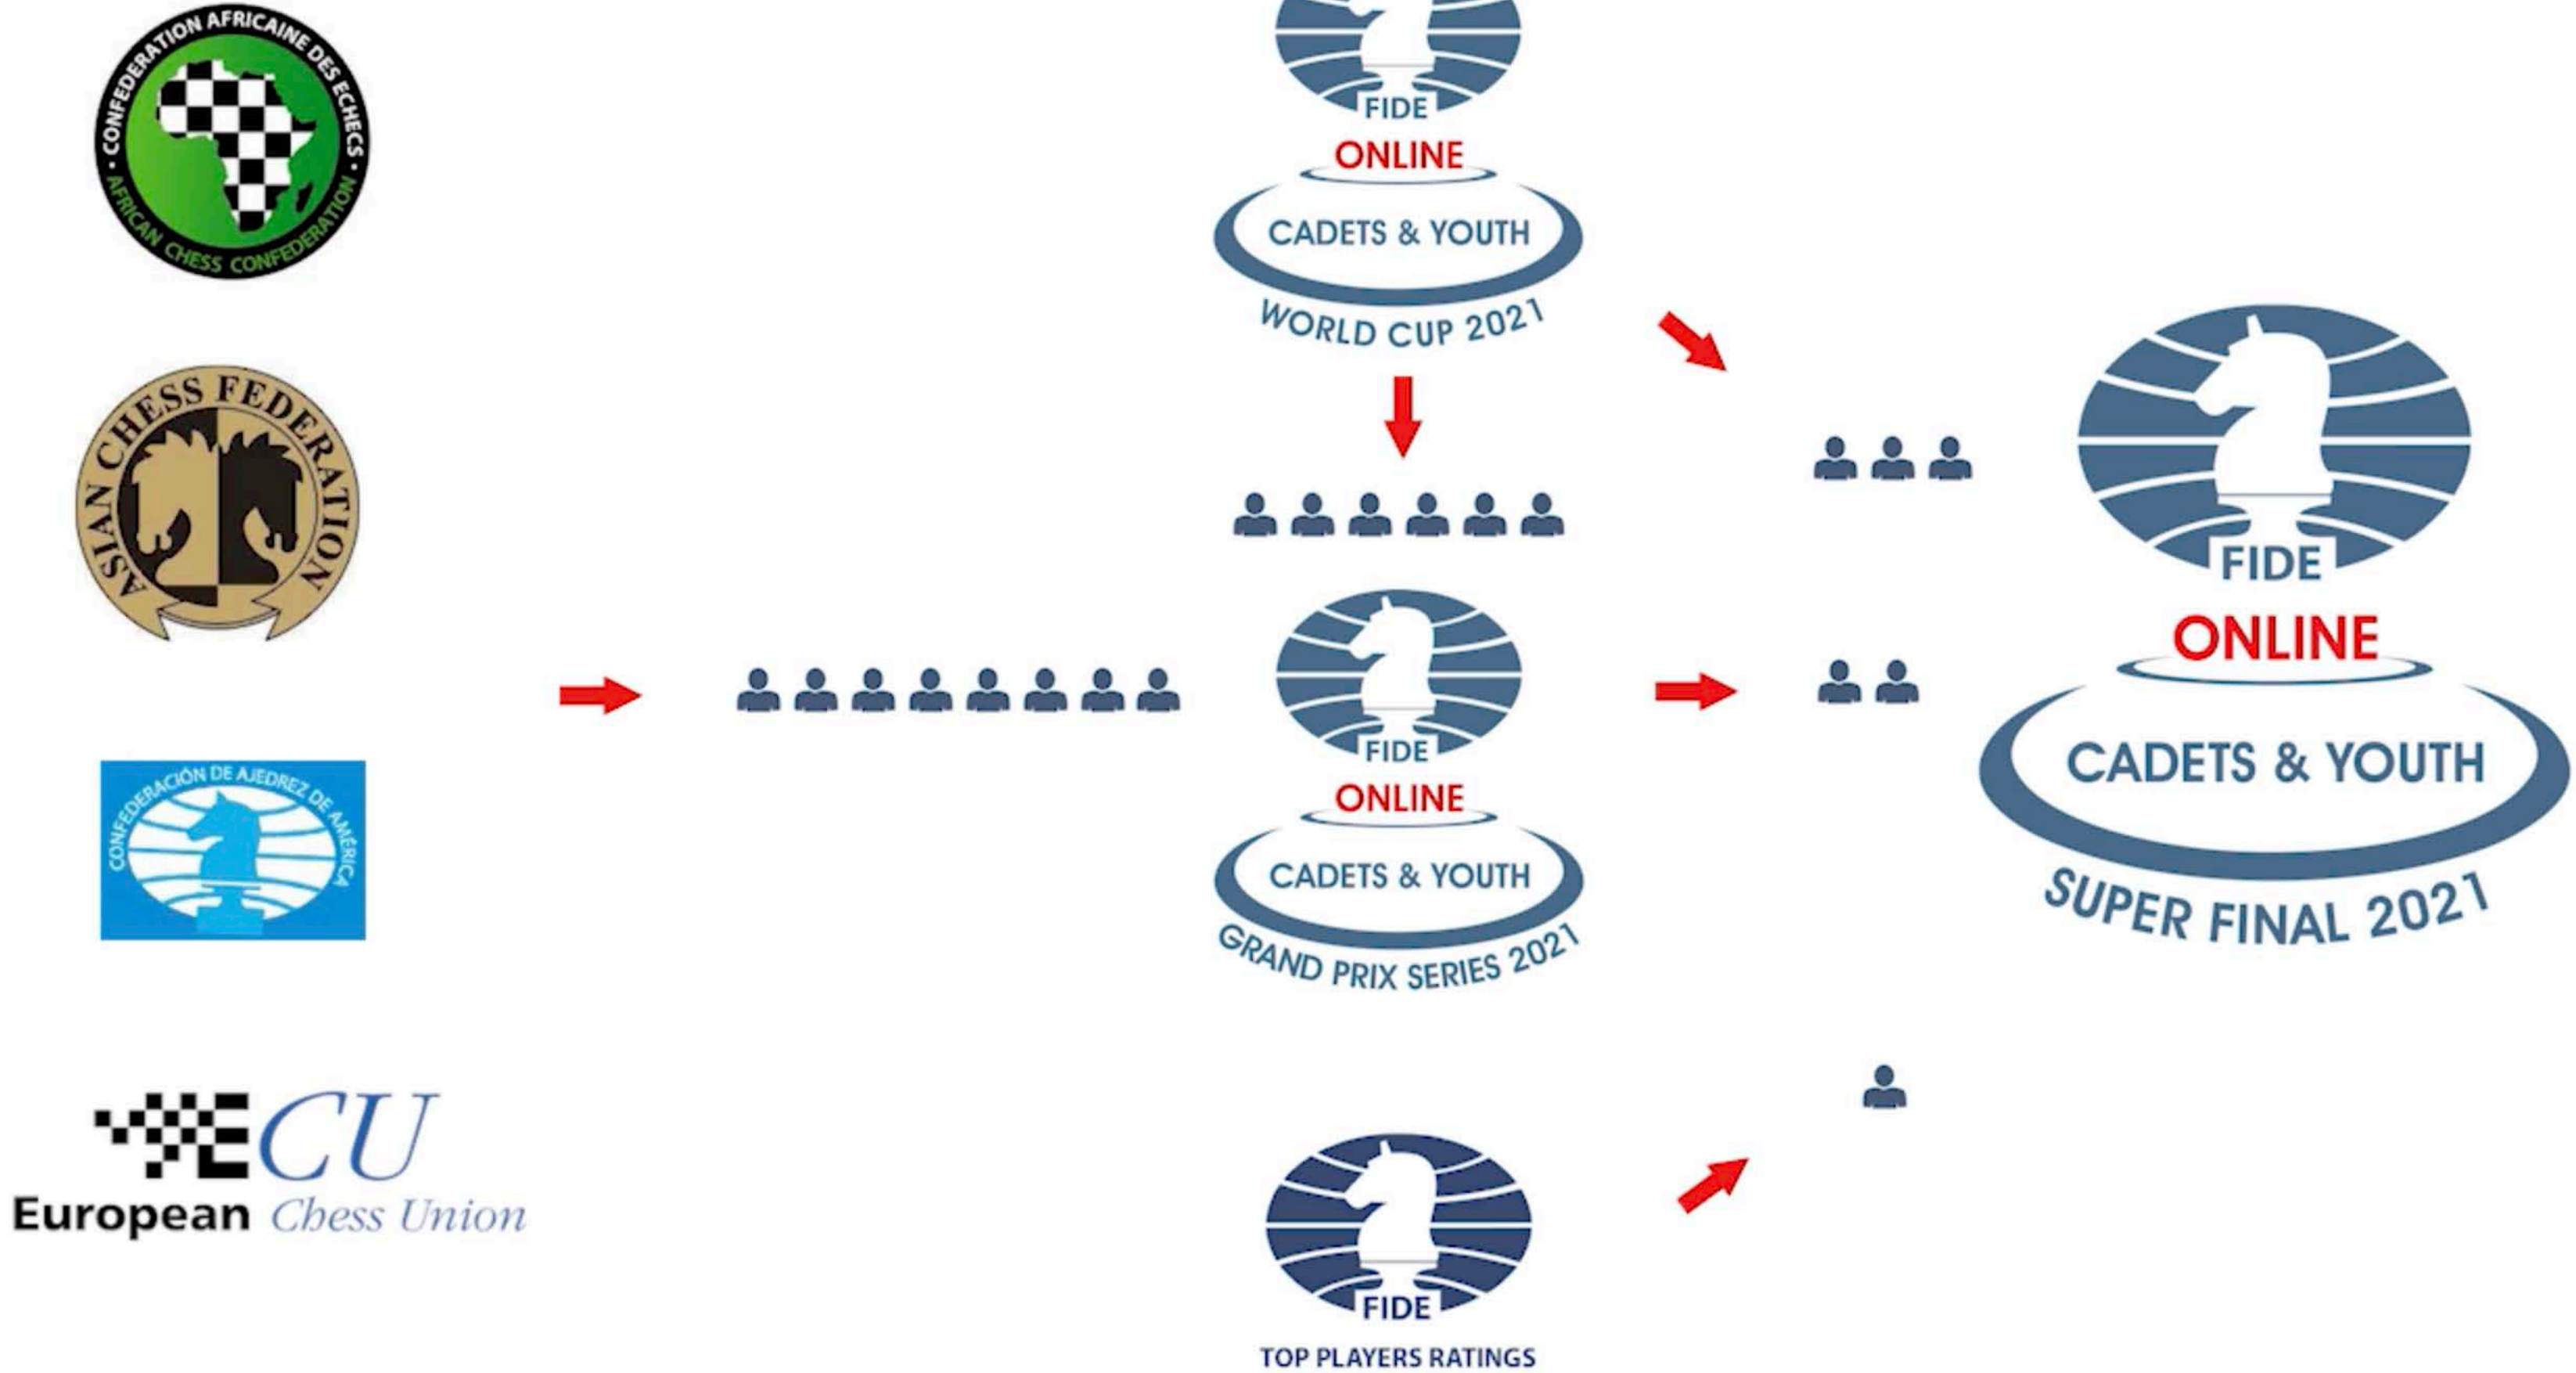 • CONFEDERATION AFRICAINE DES ECHECS •
AFRICAN CHESS CONFEDERATION
ASIAN CHESS FEDERATION
CONFEDERACIÓN DE AJEDREZ DE AMÉRICA
ECU
European Chess Union
FIDE
ONLINE
CADETS & YOUTH
WORLD CUP 2021
FIDE
ONLINE
CADETS & YOUTH
GRAND PRIX SERIES 2021
FIDE
TOP PLAYERS RATINGS
FIDE
ONLINE
CADETS & YOUTH
SUPER FINAL 2021